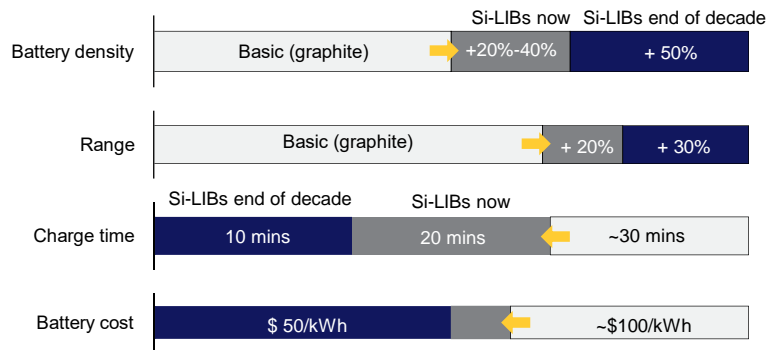 Si-LIBs now Si-LIBs end of decade
Battery density Basic (graphite) +20%-40% + 50%
Range Basic (graphite) + 20% + 30%
Si-LIBs end of decade Si-LIBs now
Charge time 10 mins 20 mins ~30 mins
Battery cost $ 50/kWh ~$100/kWh